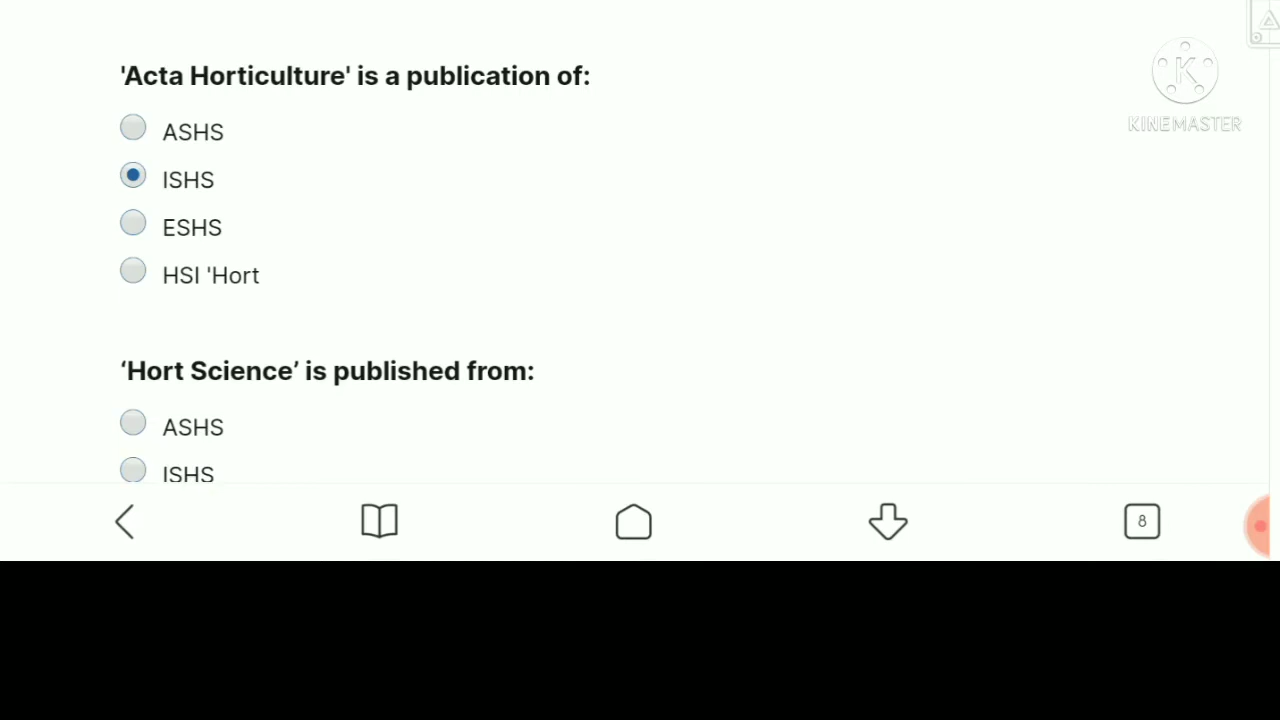 'Acta Horticulture' is a publication of:
ASHS
ISHS
ESHS
HSI 'Hort
KINEMASTER
‘Hort Science’ is published from:
ASHS
ISHS
8